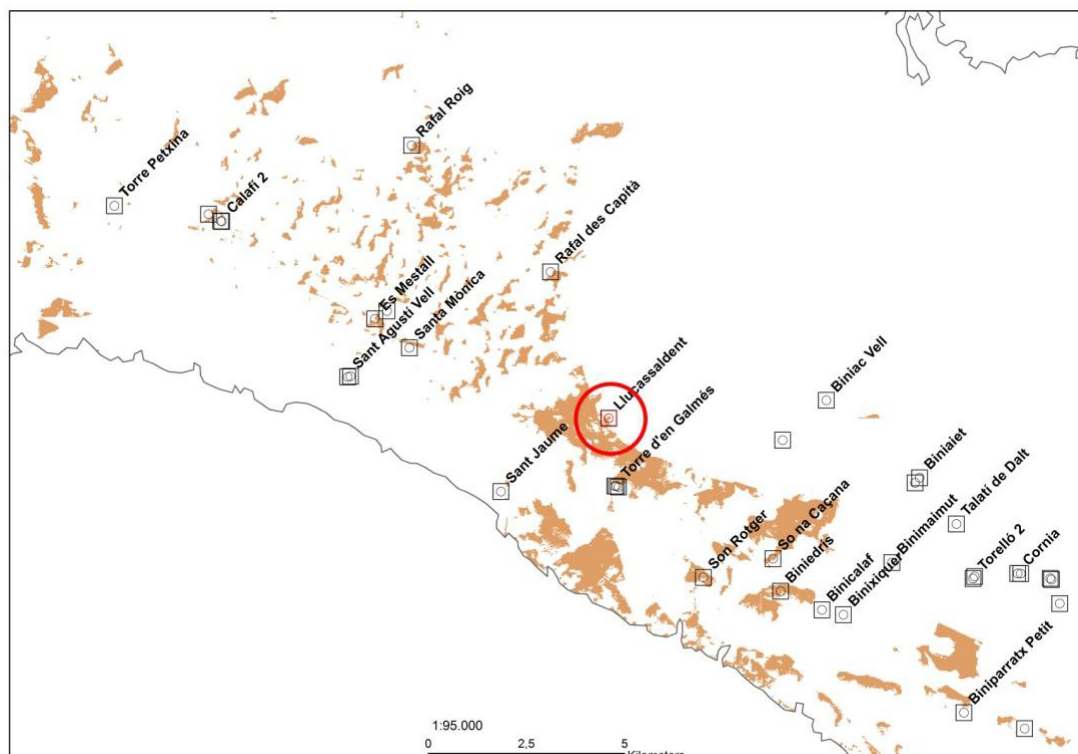 Rafal Roig
Torre Petxina
Calafí 2
Rafal des Capità
Es Mestall
Sant Agustí Vell
Santa Mònica
Llucassaldent
Biniac Vell
Torre d'en Galmés
Sant Jaume
Biniaiet
Talatí de Dalt
So na Caçana
Binimaimut
Son Rotger
Torelló 2
Cornia
Biniedris
Binicalaf
Binixiquer
Biniparratx Petit
1:95.000
0 2,5 5
Kilometers